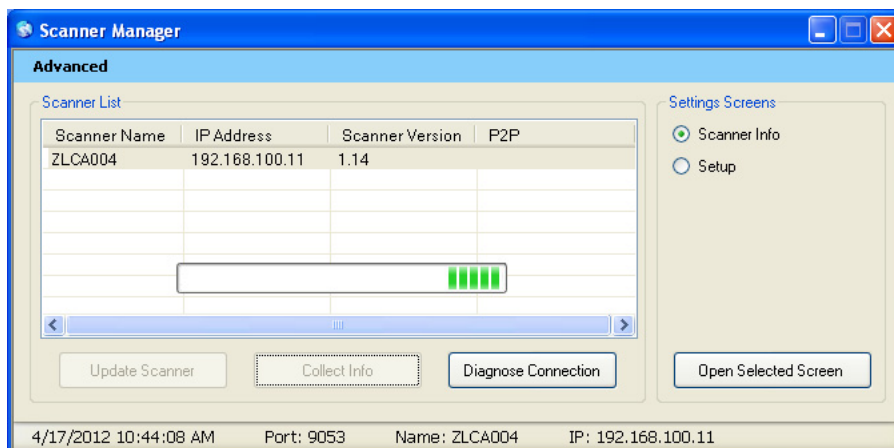 Scanner Manager
Advanced
Scanner List
Settings Screens
Scanner Name IP Address Scanner Version P2P
Scanner Info
ZLCA004 192.168.100.11 1.14
Setup
Update Scanner Collect Info Diagnose Connection Open Selected Screen
4/17/2012 10:44:08 AM Port: 9053 Name: ZLCA004 IP: 192.168.100.11